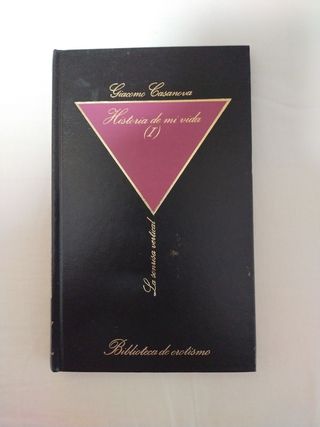 Giacomo Casanova
Historia de mi vida
(I)
La sonrisa vertical
Biblioteca de erotismo